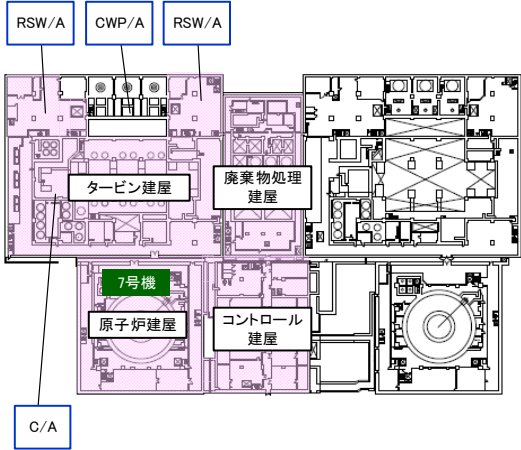 RSW/A
CWP/A
RSW/A
タービン建屋
廃棄物処理
建屋
7号機
原子炉建屋
コントロール
建屋
C/A